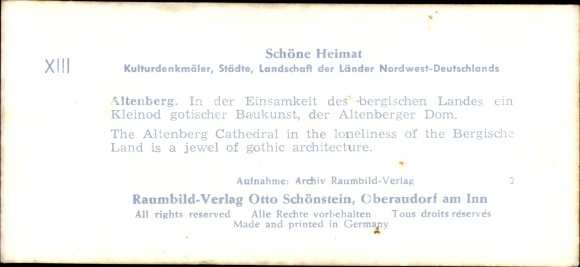 Schöne Heimat
XIII
Kulturdenkmäler, Städte, Landschaft der Länder Nordwest-Deutschlands
Altenberg. In der Einsamkeit des bergischen Landes ein
Kleinod gotischer Baukunst, der Altenberger Dom.
The Altenberg Cathedral in the loneliness of the Bergische
Land is a jewel of gothic architecture.
Aufnahme: Archiv Raumbild-Verlag
Raumbild-Verlag Otto Schönstein, Oberaudorf am Inn
All rights reserved Alle Rechte vorbehalten Tous droits réservés
Made and printed in Germany